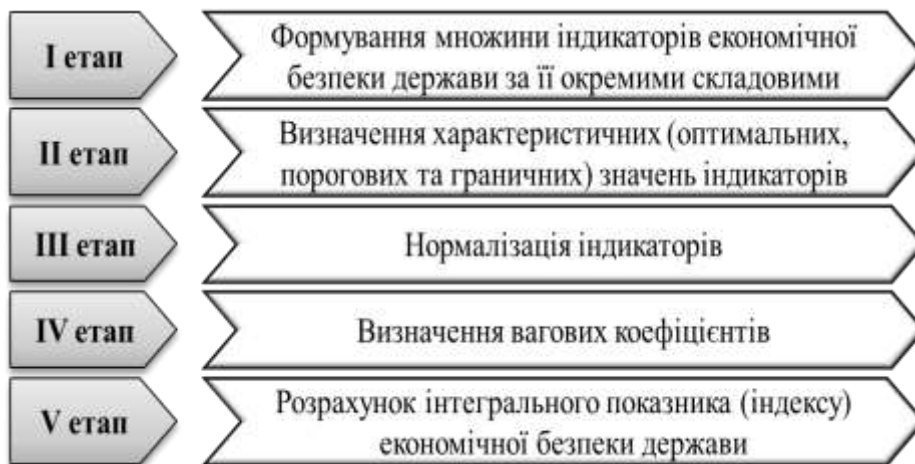 I етап
Формування множини індикаторів економічної
безпеки держави за її окремими складовими
II етап
Визначення характеристичних (оптимальних,
порогових та граничних) значень індикаторів
III етап
Нормалізація індикаторів
IV етап
Визначення вагових коефіцієнтів
V етап
Розрахунок інтегрального показника (індексу)
економічної безпеки держави